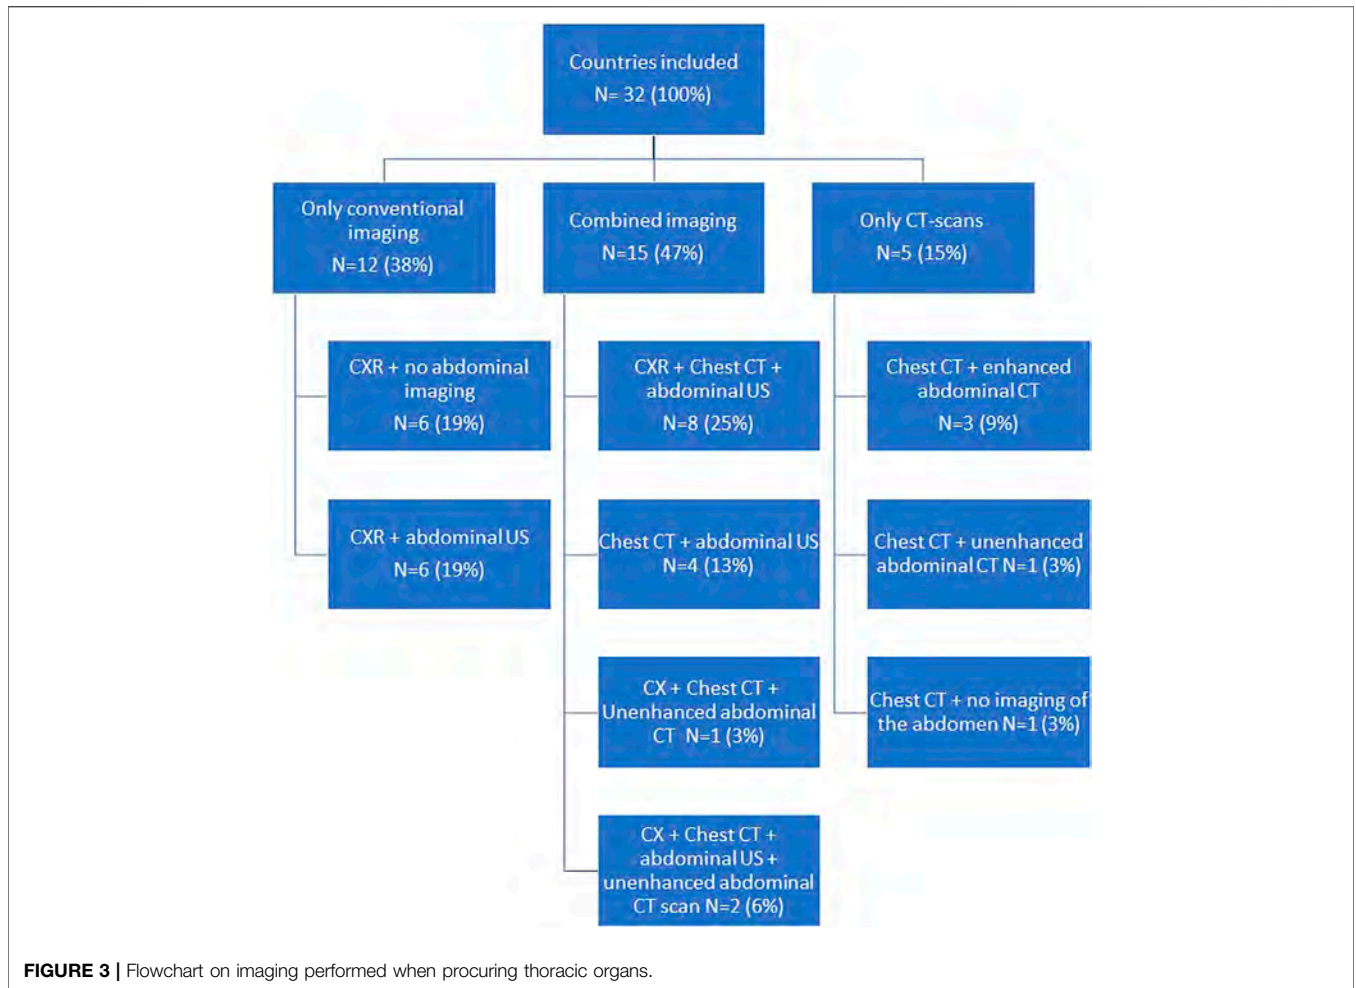 Countries included
N= 32 (100%)
Only conventional
imaging
N=12 (38%)
Combined imaging
N=15 (47%)
Only CT-scans
N=5 (15%)
CXR + no abdominal
imaging
N=6 (19%)
CXR + Chest CT +
abdominal US
N=8 (25%)
Chest CT + enhanced
abdominal CT
N=3 (9%)
CXR + abdominal US
N=6 (19%)
Chest CT + abdominal US
N=4 (13%)
Chest CT + unenhanced
abdominal CT N=1 (3%)
CX + Chest CT +
Unenhanced abdominal
CT N=1 (3%)
Chest CT + no imaging of
the abdomen N=1 (3%)
CX + Chest CT +
abdominal US +
unenhanced abdominal
CT scan N=2 (6%)
FIGURE 3 | Flowchart on imaging performed when procuring thoracic organs.